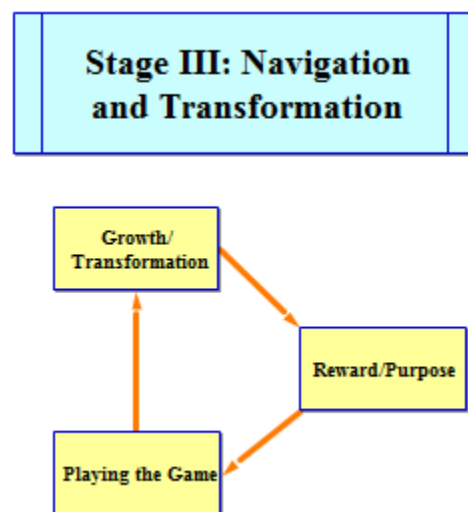 Stage III: Navigation
and Transformation
Growth/
Transformation
Reward/Purpose
Playing the Game